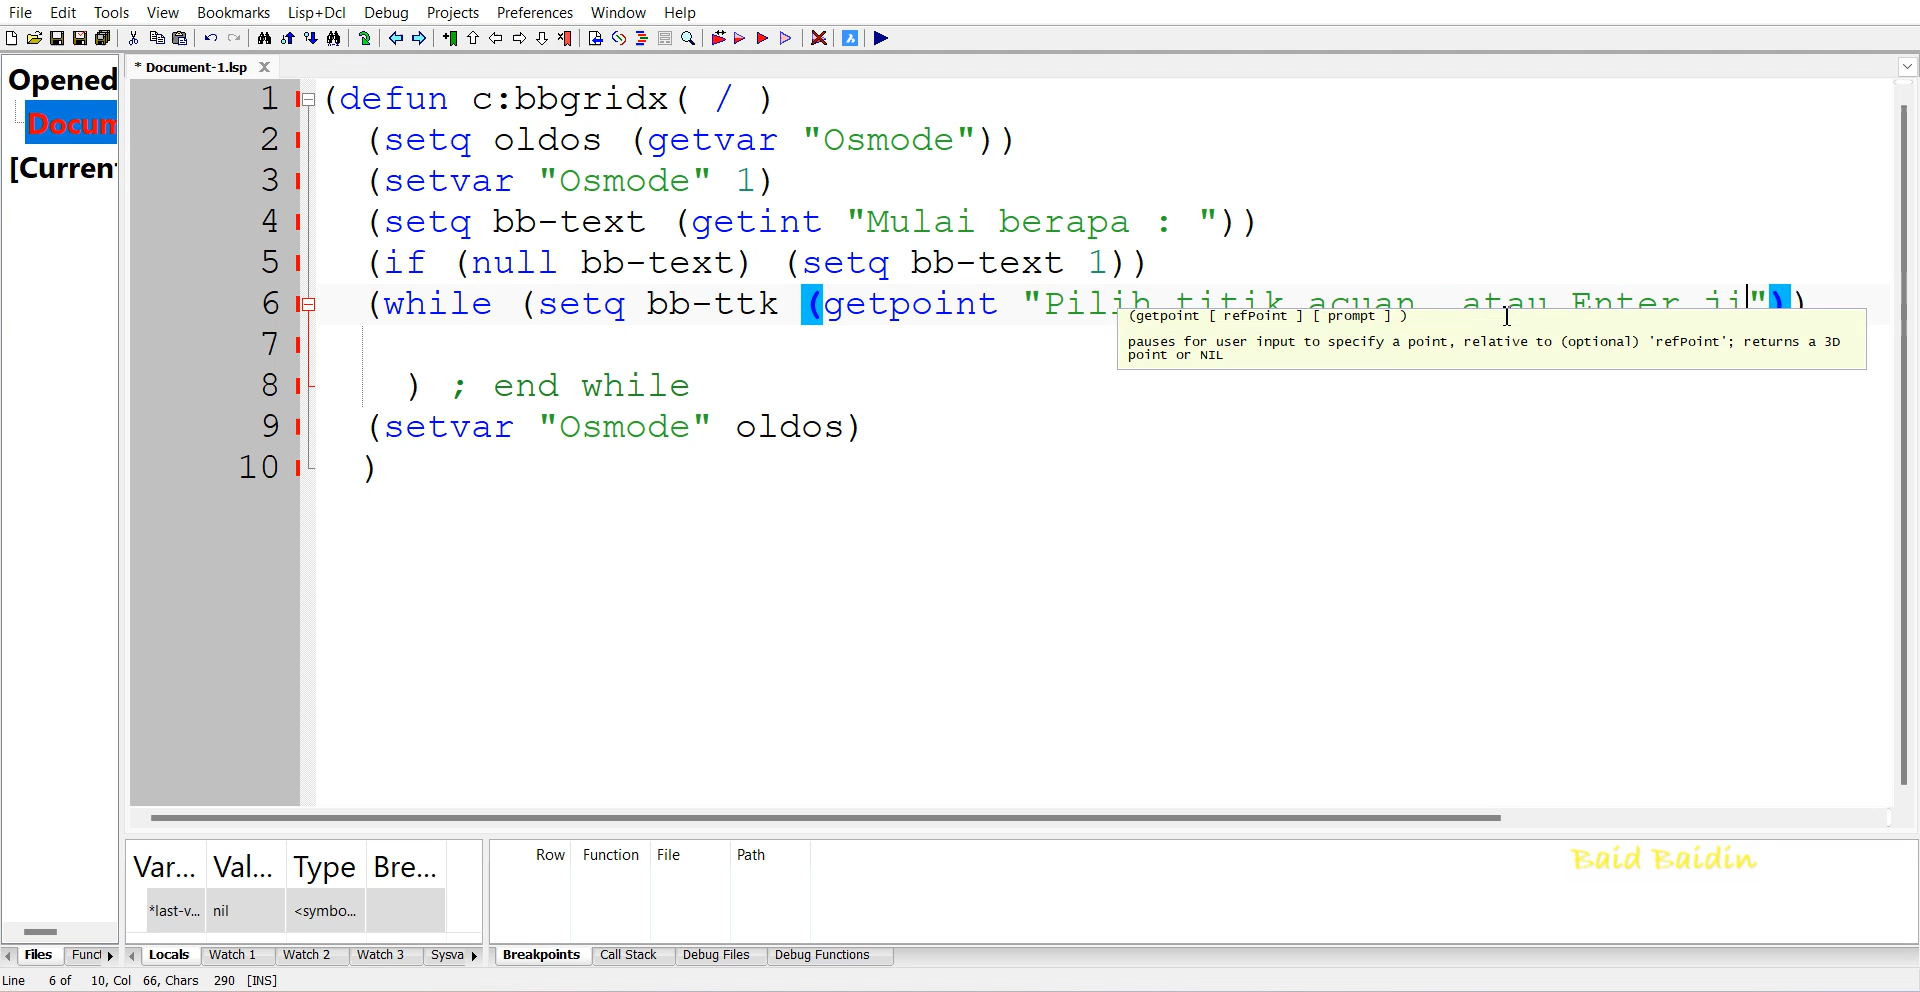 File Edit Tools View Bookmarks Lisp+Dcl Debug Projects Preferences Window Help
* Document-1.lsp
Opened
Docum
[Current
1 (defun c:bbgridx( / )
2 (setq oldos (getvar "Osmode"))
3 (setvar "Osmode" 1)
4 (setq bb-text (getint "Mulai berapa : "))
5 (if (null bb-text) (setq bb-text 1))
6 (while (setq bb-ttk (getpoint "Pilih titik acuan atau Enter"))
(getpoint [ refPoint ] [ prompt ] )
pauses for user input to specify a point, relative to (optional) 'refPoint'; returns a 3D
point or NIL
7
8 ) ; end while
9 (setvar "Osmode" oldos)
10 )
Var... Val... Type Bre...
*last-v... nil <symbo...
Row Function File Path
Baid Baidin
Files Funct Locals Watch 1 Watch 2 Watch 3 Sysva Breakpoints Call Stack Debug Files Debug Functions
Line 6 of 10, Col 66, Chars 290 [INS]